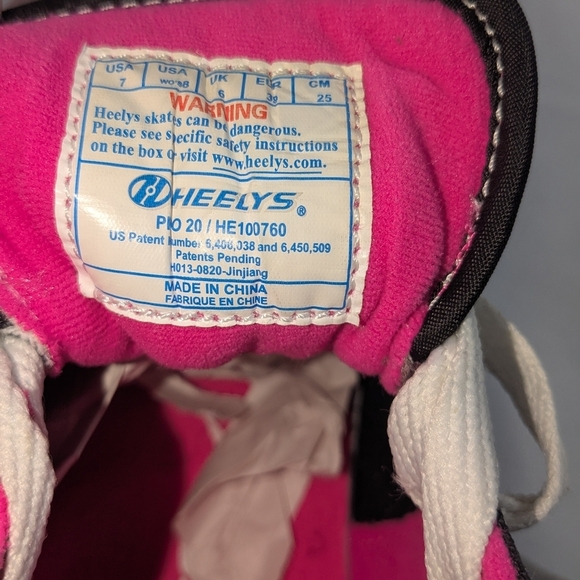 USA USA UK EUR CM
7 wo's8 6 39 25
WARNING
Heelys skates can be dangerous.
Please see specific safety instructions
on the box or visit www.heelys.com.
HEELYS®
Pro 20 / HE100760
US Patent Number 6,406,038 and 6,450,509
Patents Pending
H013-0820-Jinjiang
MADE IN CHINA
FABRIQUE EN CHINE